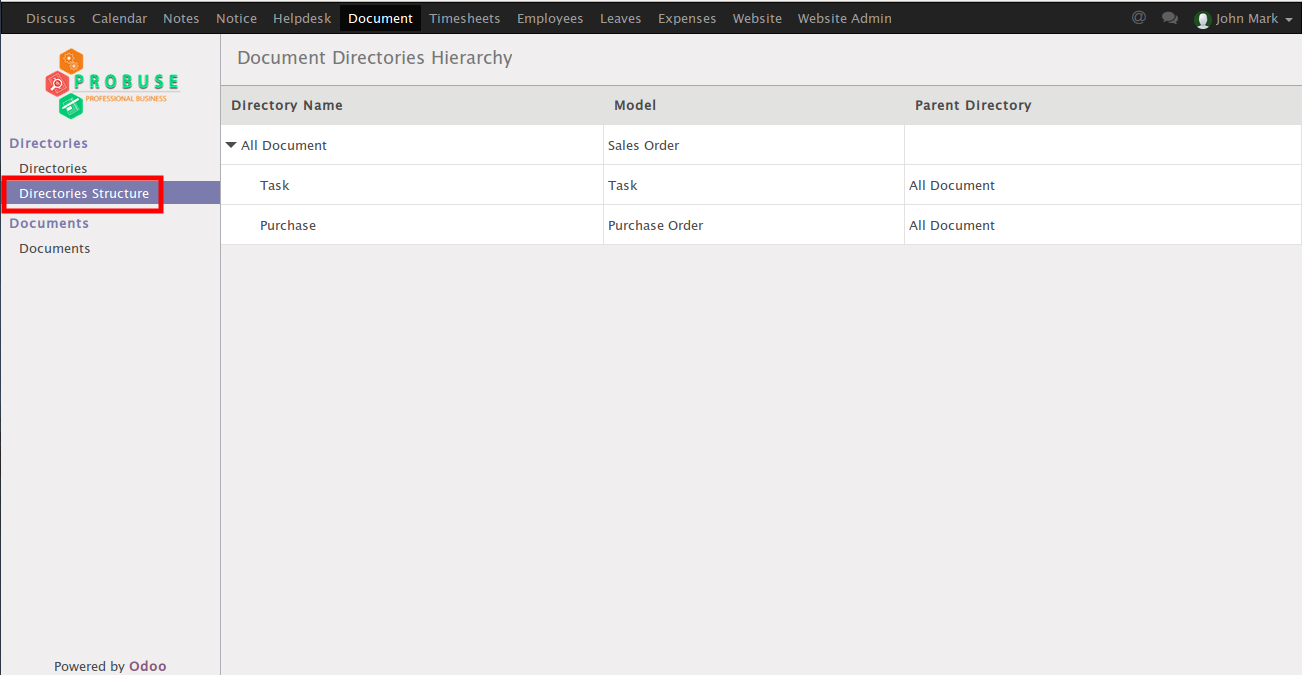 Discuss Calendar Notes Notice Helpdesk Document Timesheets Employees Leaves Expenses Website Website Admin @ John Mark
PROBUSE
PROFESSIONAL BUSINESS
Directories
Directories
Directories Structure
Documents
Documents
Powered by Odoo
Document Directories Hierarchy
Directory Name Model Parent Directory
All Document Sales Order
Task Task All Document
Purchase Purchase Order All Document